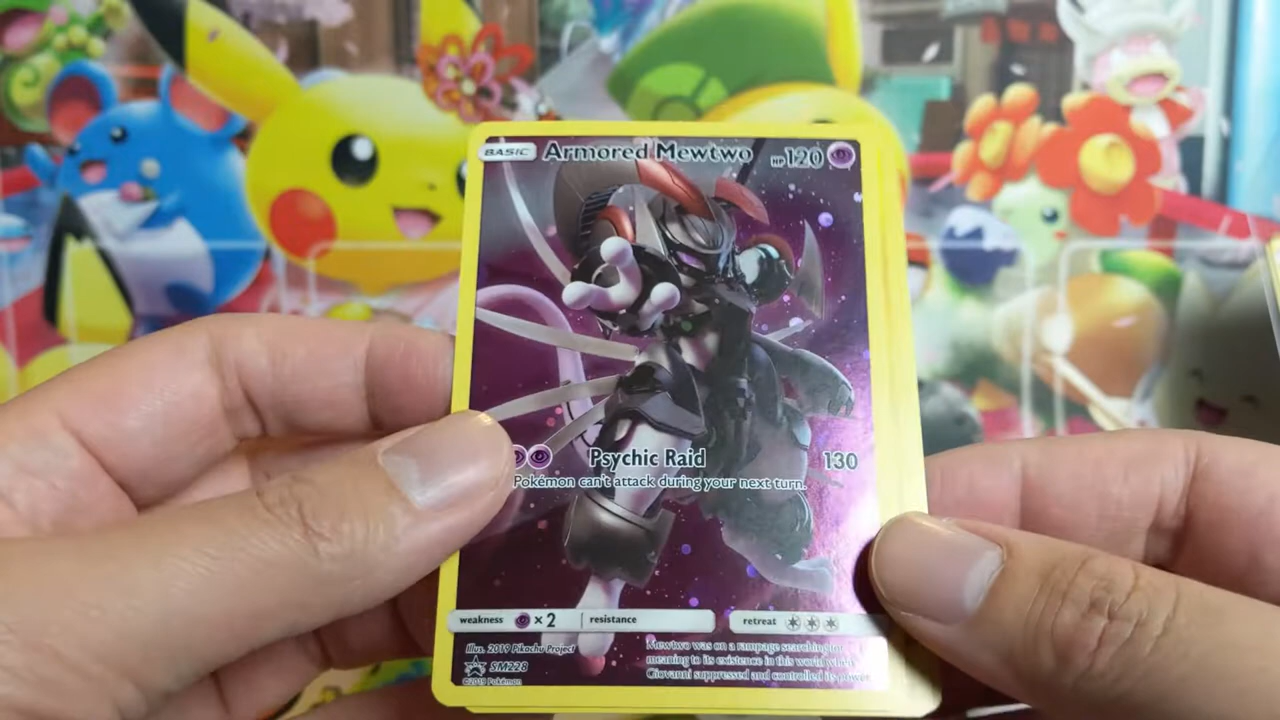 BASIC Armored Mewtwo HP120
Psychic Raid 130
Pokémon can't attack during your next turn.
weakness ×2 resistance retreat
Illus. 2019 Pikachu Project
SM228
©2019 Pokémon
Mewtwo was on a rampage searching for
meaning to its existence in this world when
Giovanni suppressed and controlled its power.